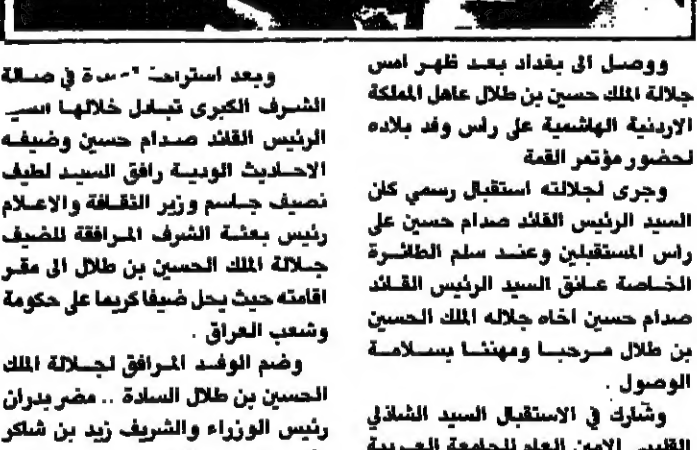 ووصل الى بغداد بعد ظهر امس
جلالة الملك حسين بن طلال عاهل المملكة
الاردنية الهاشمية على راس وفد بلاده
لحضور مؤتمر القمة
وجرى لجلالته استقبال رسمي كان
السيد الرئيس القائد صدام حسين على
راس المستقبلين وعند سلم الطائرة
الخاصة عانق السيد الرئيس القائد
صدام حسين اخاه جلاله الملك الحسين
بن طلال مرحبا ومهنئا بسلامة
الوصول .
وشارك في الاستقبال السيد الشاذلي
القليبي الامين العام للجامعة العربية
وبعد استراحة في صالة
الشرف الكبرى تبادل خلالها السيد
الرئيس القائد صدام حسين وضيفه
الاحاديث الودية رافق السيد لطيف
نصيف جاسم وزير الثقافة والاعلام
رئيس بعثة الشرف المرافقة للضيف
جلالة الملك الحسين بن طلال الى مقر
اقامته حيث يحل ضيفا كريما على حكومة
وشعب العراق .
وضم الوفد المرافق لجلالة الملك
الحسين بن طلال السادة .. مضر بدران
رئيس الوزراء والشريف زيد بن شاكر